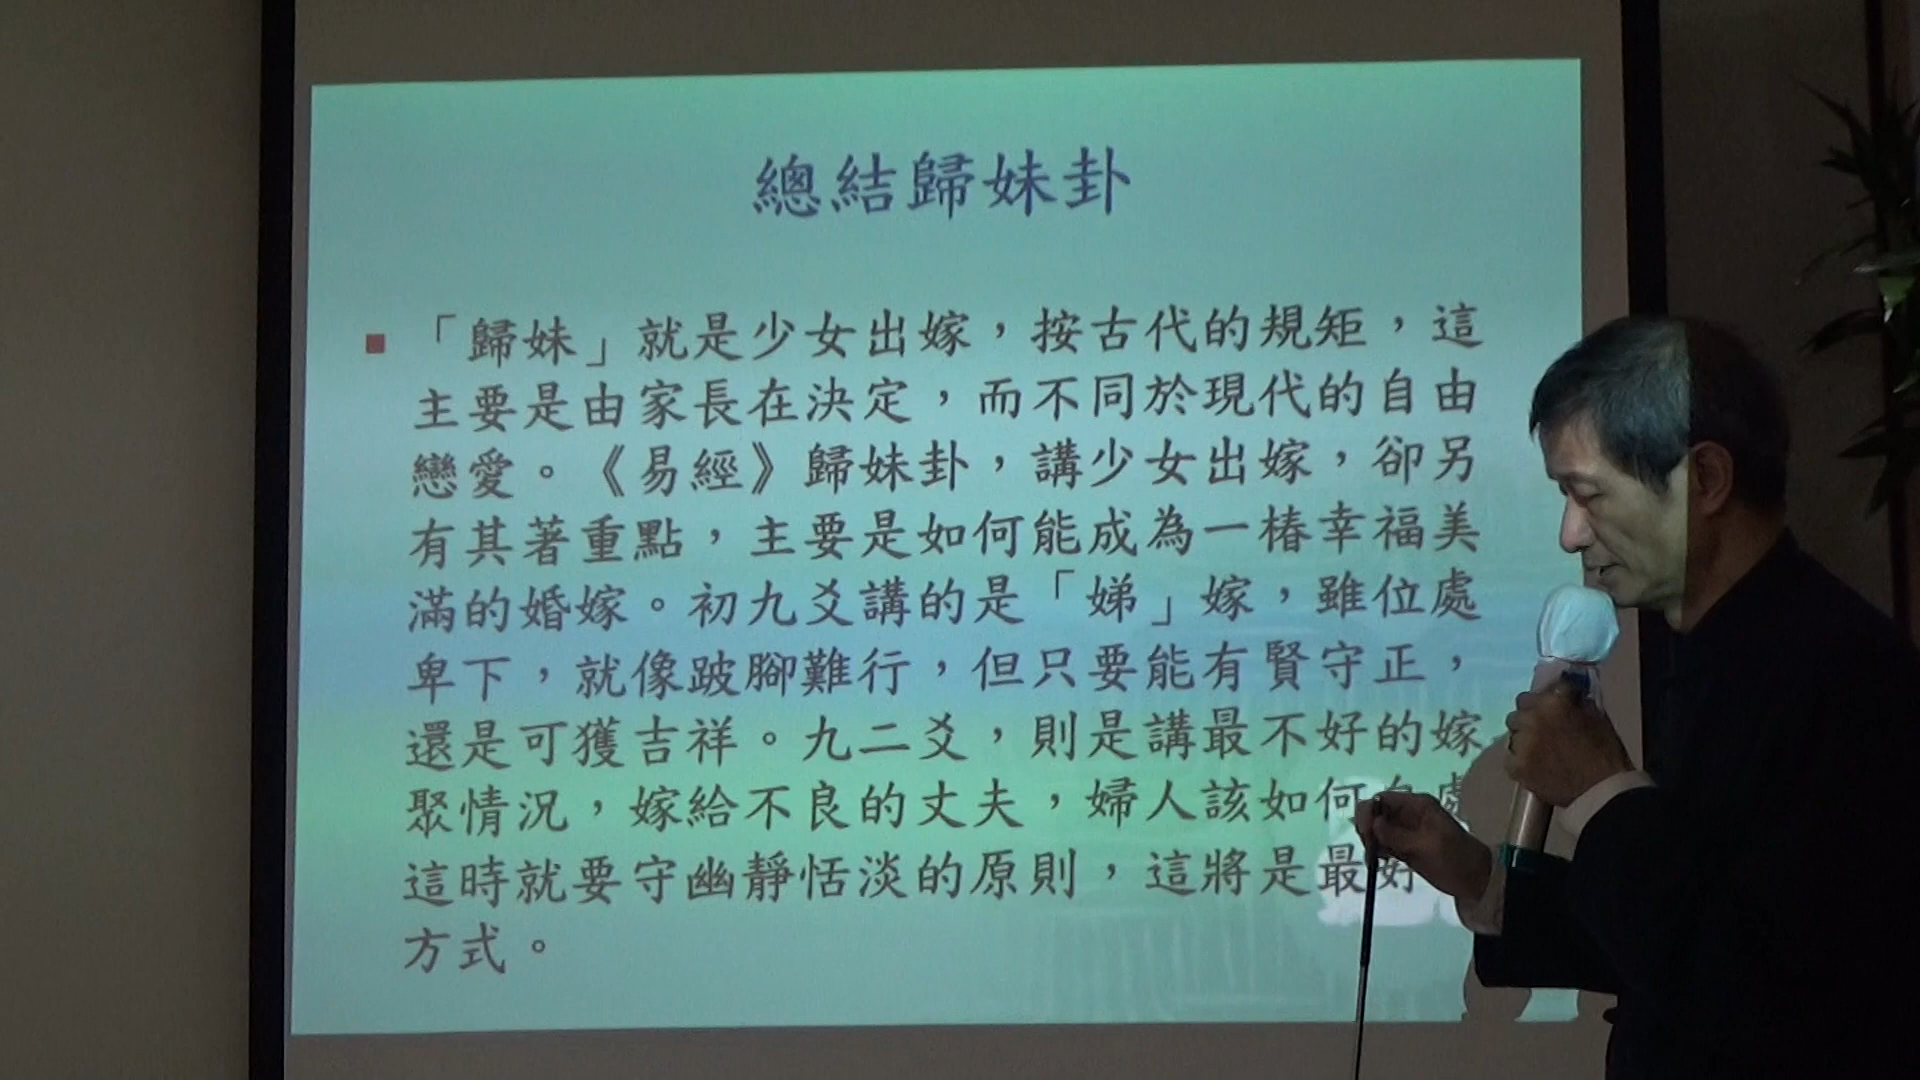 總結歸妹卦
「歸妹」就是少女出嫁，按古代的規矩，這
主要是由家長在決定，而不同於現代的自由
戀愛。《易經》歸妹卦，講少女出嫁，卻另
有其著重點，主要是如何能成為一樁幸福美
滿的婚嫁。初九爻講的是「娣」嫁，雖位處
卑下，就像跛腳難行，但只要能有賢守正，
還是可獲吉祥。九二爻，則是講最不好的嫁
聚情況，嫁給不良的丈夫，婦人該如何自處
這時就要守幽靜恬淡的原則，這將是最好
方式。